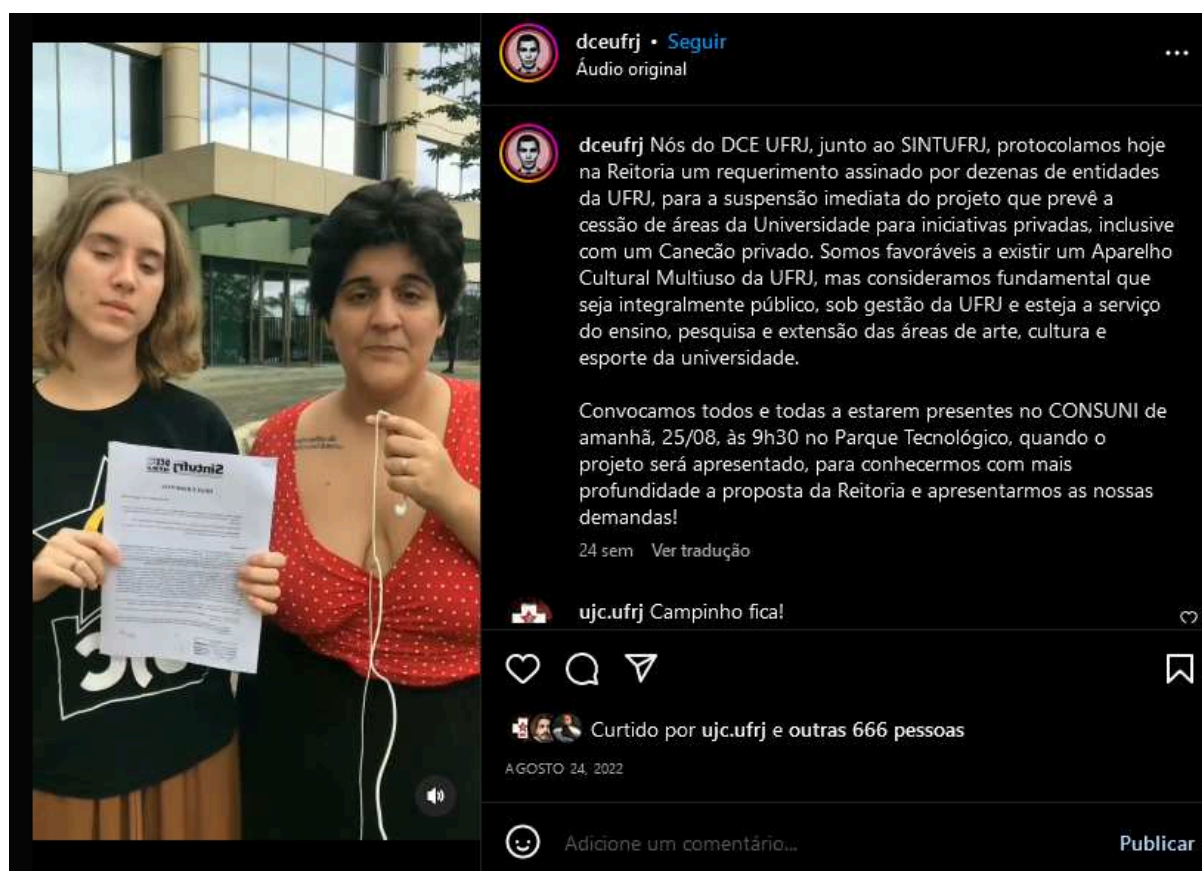 dceufrj • Seguir
Áudio original
dceufrj Nós do DCE UFRJ, junto ao SINTUFRJ, protocolamos hoje
na Reitoria um requerimento assinado por dezenas de entidades
da UFRJ, para a suspensão imediata do projeto que prevê a
cessão de áreas da Universidade para iniciativas privadas, inclusive
com um Canecão privado. Somos favoráveis a existir um Aparelho
Cultural Multiuso da UFRJ, mas consideramos fundamental que
seja integralmente público, sob gestão da UFRJ e esteja a serviço
do ensino, pesquisa e extensão das áreas de arte, cultura e
esporte da universidade.
Convocamos todos e todas a estarem presentes no CONSUNI de
amanhã, 25/08, às 9h30 no Parque Tecnológico, quando o
projeto será apresentado, para conhecermos com mais
profundidade a proposta da Reitoria e apresentarmos as nossas
demandas!
24 sem Ver tradução
ujc.ufrj Campinho fica!
Curtido por ujc.ufrj e outras 666 pessoas
AGOSTO 24, 2022
Adicione um comentário...
Publicar
Sintufrj
UJC